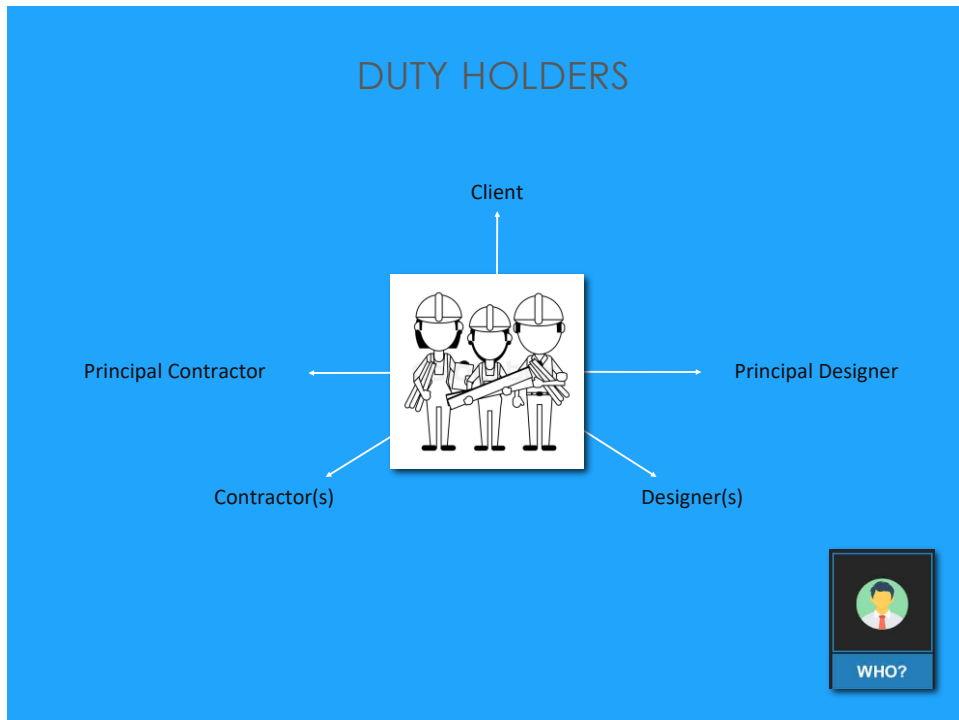 DUTY HOLDERS
Client
Principal Contractor
Principal Designer
Contractor(s)
Designer(s)
WHO?